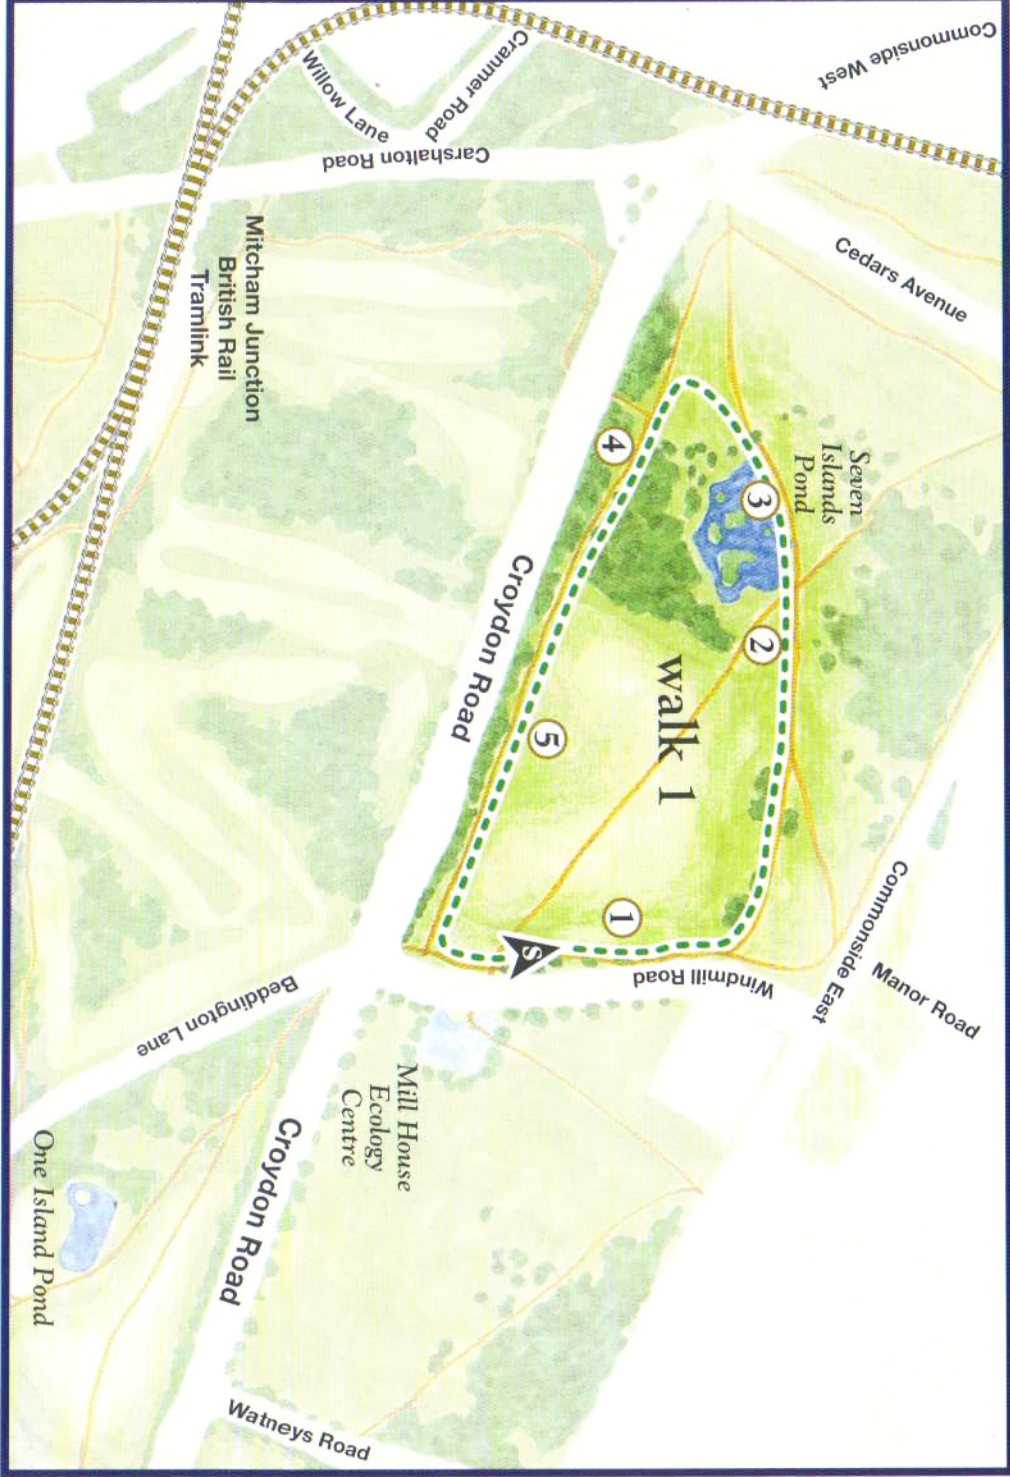 Commonside West
Cranmer Road
Willow Lane
Carshalton Road
Cedars Avenue
Mitcham Junction
British Rail
Tramlink
Seven
Islands
Pond
3
4
2
walk 1
Croydon Road
5
1
S
Windmill Road
Commonside East
Manor Road
Beddington Lane
Mill House
Ecology
Centre
Croydon Road
One Island Pond
Watneys Road